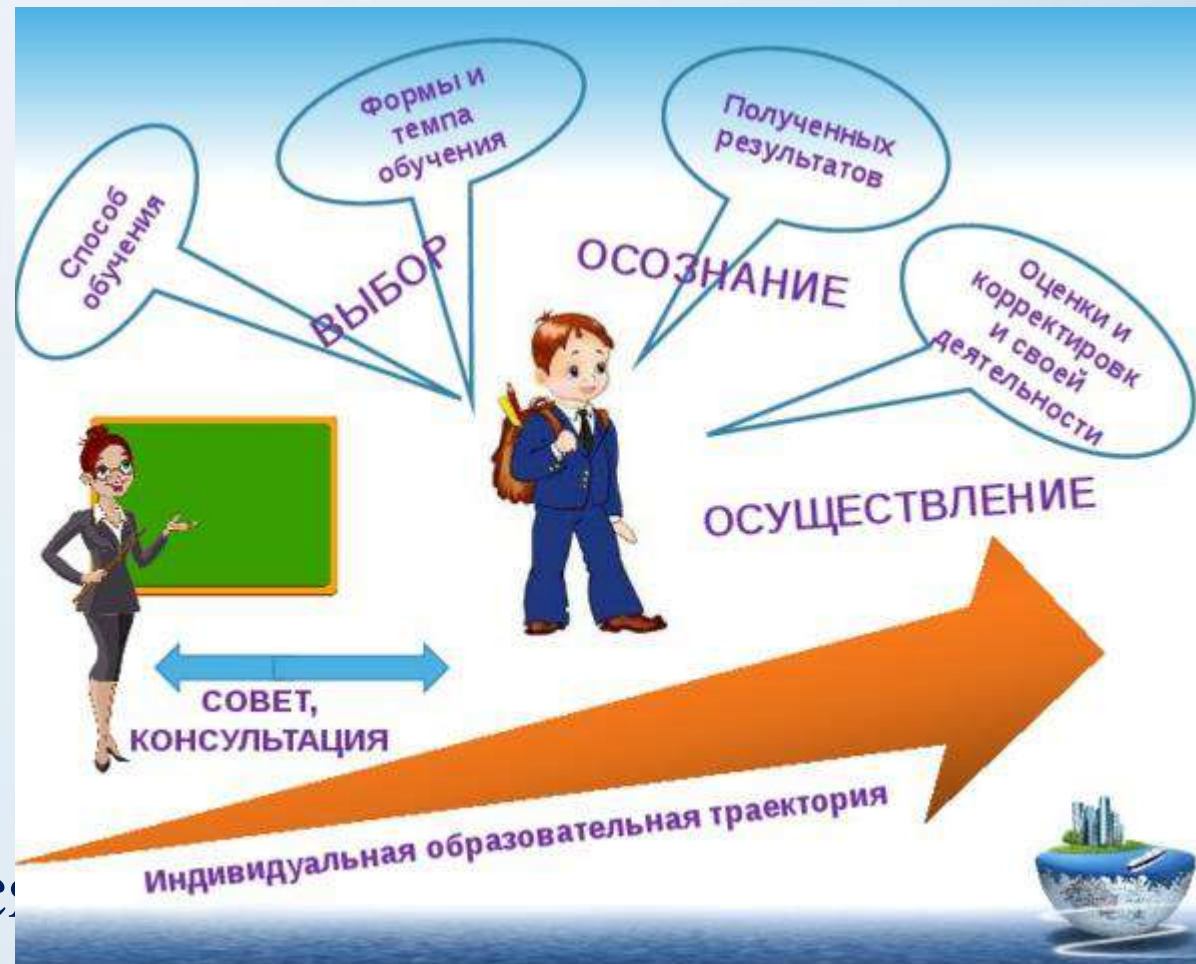 Способ
обучения
Формы и
темпа
обучения
Полученных
результатов
Оценки и
корректировк
и своей
деятельности
ВЫБОР
ОСОЗНАНИЕ
ОСУЩЕСТВЛЕНИЕ
СОВЕТ,
КОНСУЛЬТАЦИЯ
Индивидуальная образовательная траектория